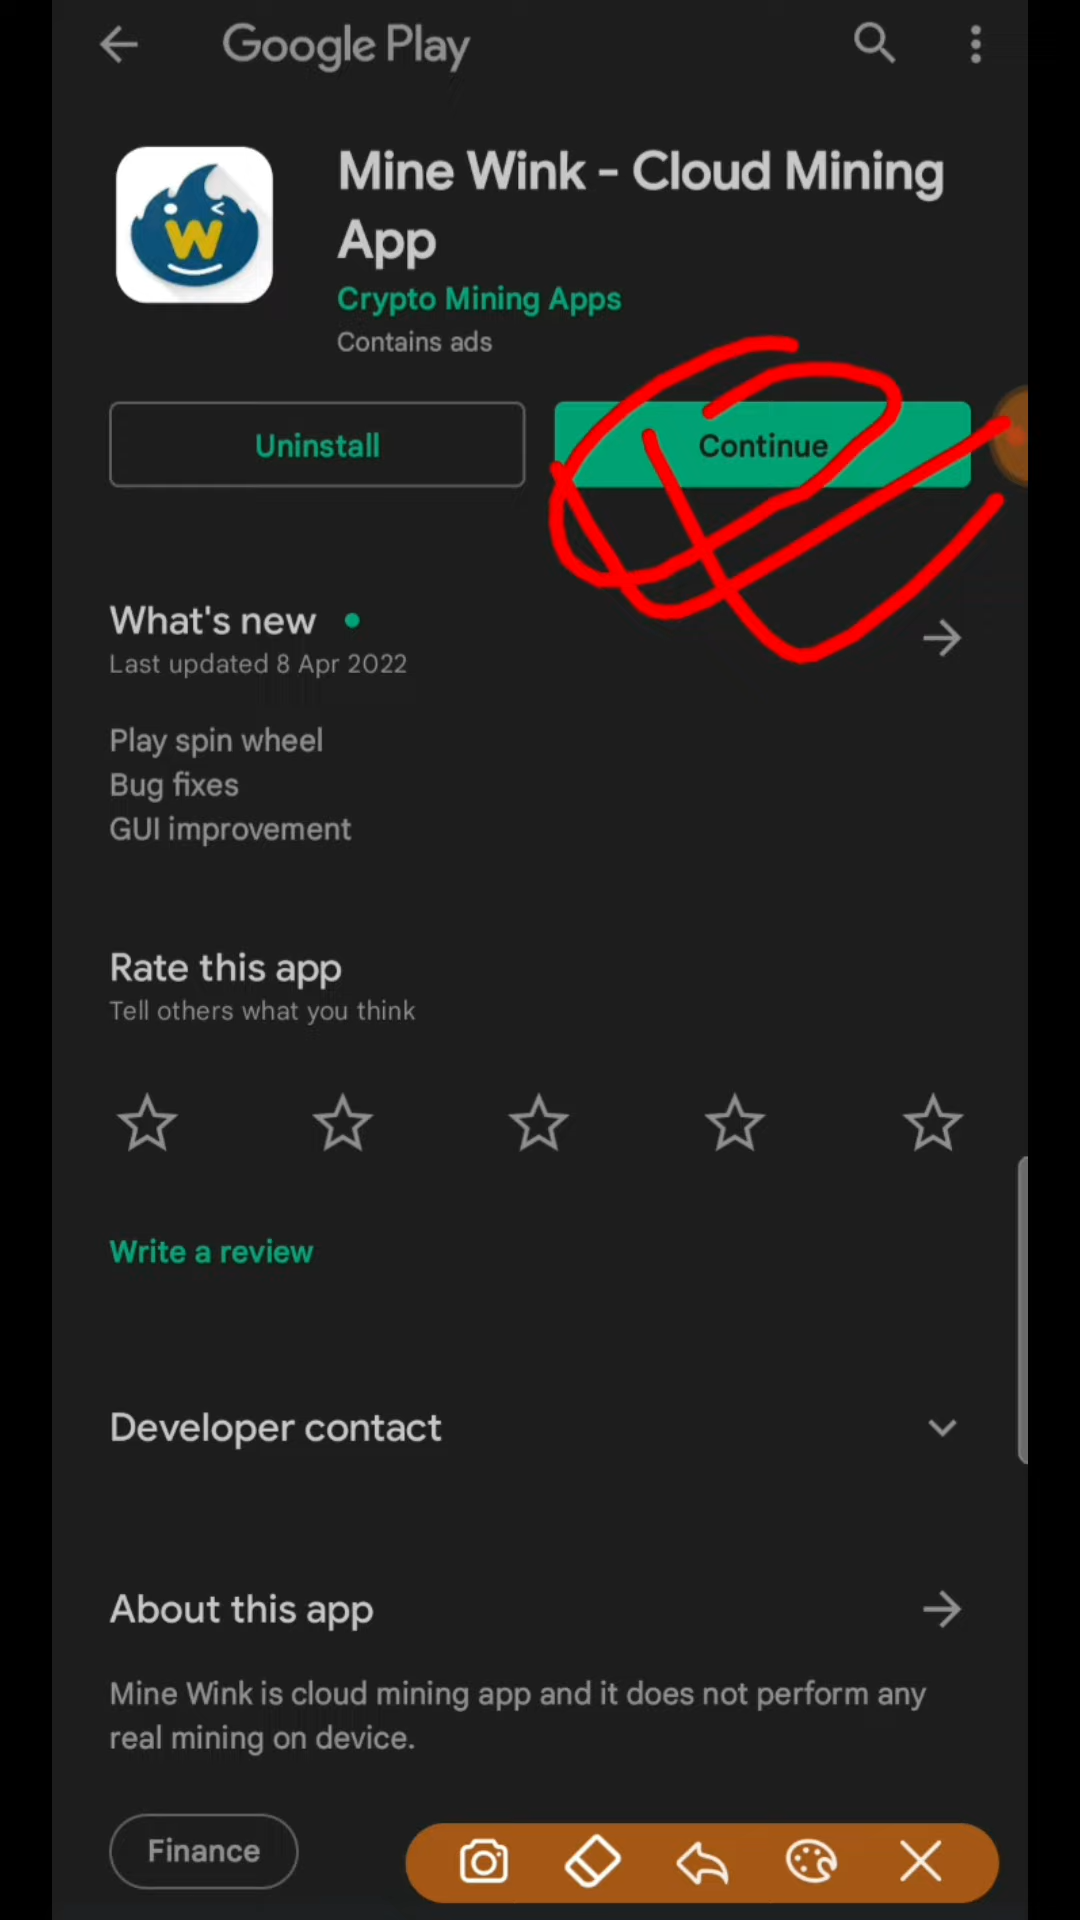 Google Play
Mine Wink - Cloud Mining
App
Crypto Mining Apps
Contains ads
W
Uninstall
Continue
What's new
Last updated 8 Apr 2022
Play spin wheel
Bug fixes
GUI improvement
Rate this app
Tell others what you think
Write a review
Developer contact
About this app
Mine Wink is cloud mining app and it does not perform any
real mining on device.
Finance